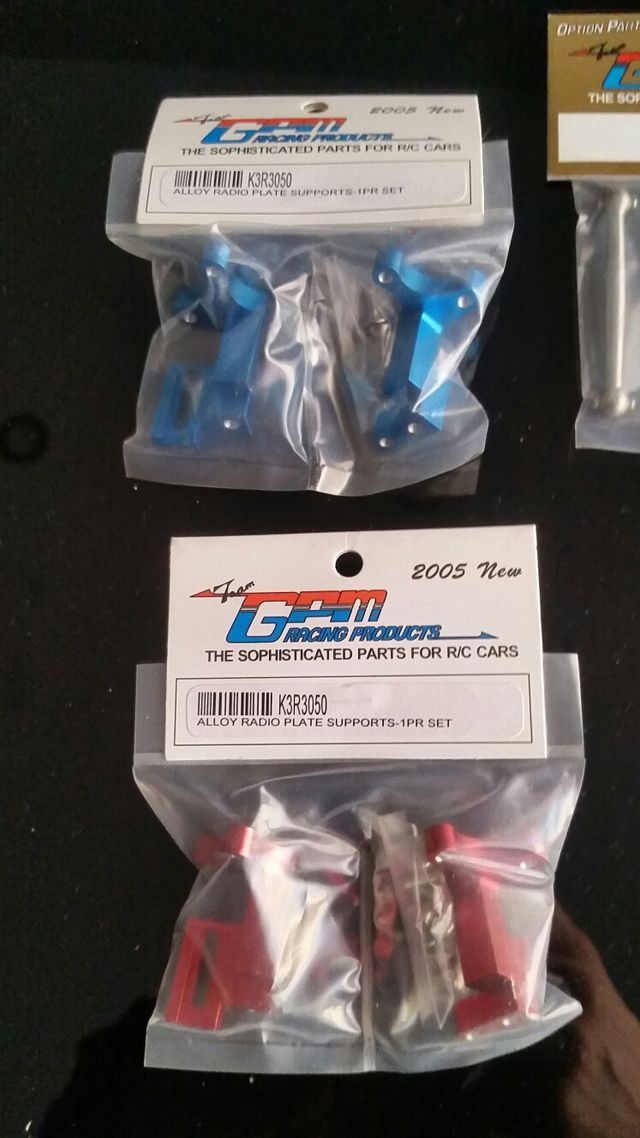 2005 New
Team
GPM
RACING PRODUCTS
THE SOPHISTICATED PARTS FOR R/C CARS
K3R3050
ALLOY RADIO PLATE SUPPORTS-1PR SET
OPTION PART
THE SOP
2005 New
Team
GPM
RACING PRODUCTS
THE SOPHISTICATED PARTS FOR R/C CARS
K3R3050
ALLOY RADIO PLATE SUPPORTS-1PR SET